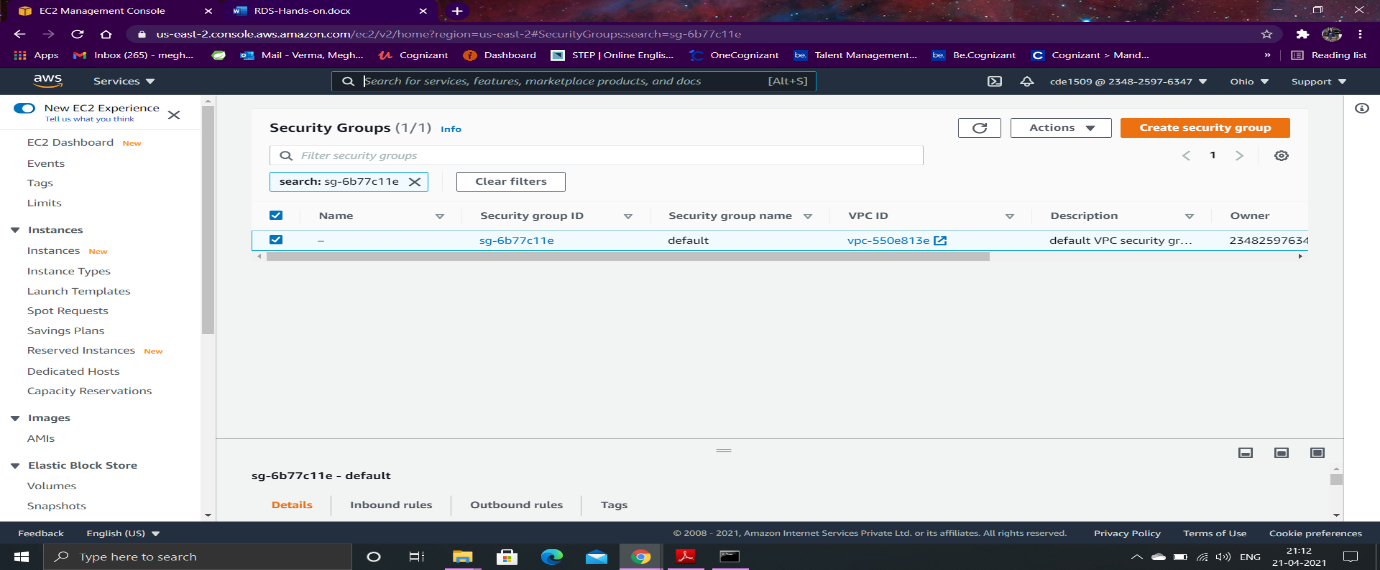 EC2 Management Console
RDS-Hands-on.docx
us-east-2.console.aws.amazon.com/ec2/v2/home?region=us-east-2#SecurityGroups:search=sg-6b77c11e
Apps
Inbox (265) - megh...
Mail - Verma, Megh...
Cognizant
Dashboard
STEP | Online Englis...
OneCognizant
be. Talent Management...
be. Be.Cognizant
C Cognizant > Mand...
»
Reading list
aws
Services
Search for services, features, marketplace products, and docs
[Alt+S]
cde1509 @ 2348-2597-6347
Ohio
Support
New EC2 Experience
Tell us what you think
EC2 Dashboard New
Events
Tags
Limits
Instances
Instances New
Instance Types
Launch Templates
Spot Requests
Savings Plans
Reserved Instances New
Dedicated Hosts
Capacity Reservations
Images
AMIs
Elastic Block Store
Volumes
Snapshots
Security Groups (1/1) Info
Actions
Create security group
Filter security groups
1
search: sg-6b77c11e
Clear filters
Name
Security group ID
Security group name
VPC ID
Description
Owner
–
sg-6b77c11e
default
vpc-550e813e
default VPC security gr...
23482597634
sg-6b77c11e - default
Details
Inbound rules
Outbound rules
Tags
Feedback
English (US)
© 2008 - 2021, Amazon Internet Services Private Ltd. or its affiliates. All rights reserved.
Privacy Policy
Terms of Use
Cookie preferences
Type here to search
ENG
21:12
21-04-2021